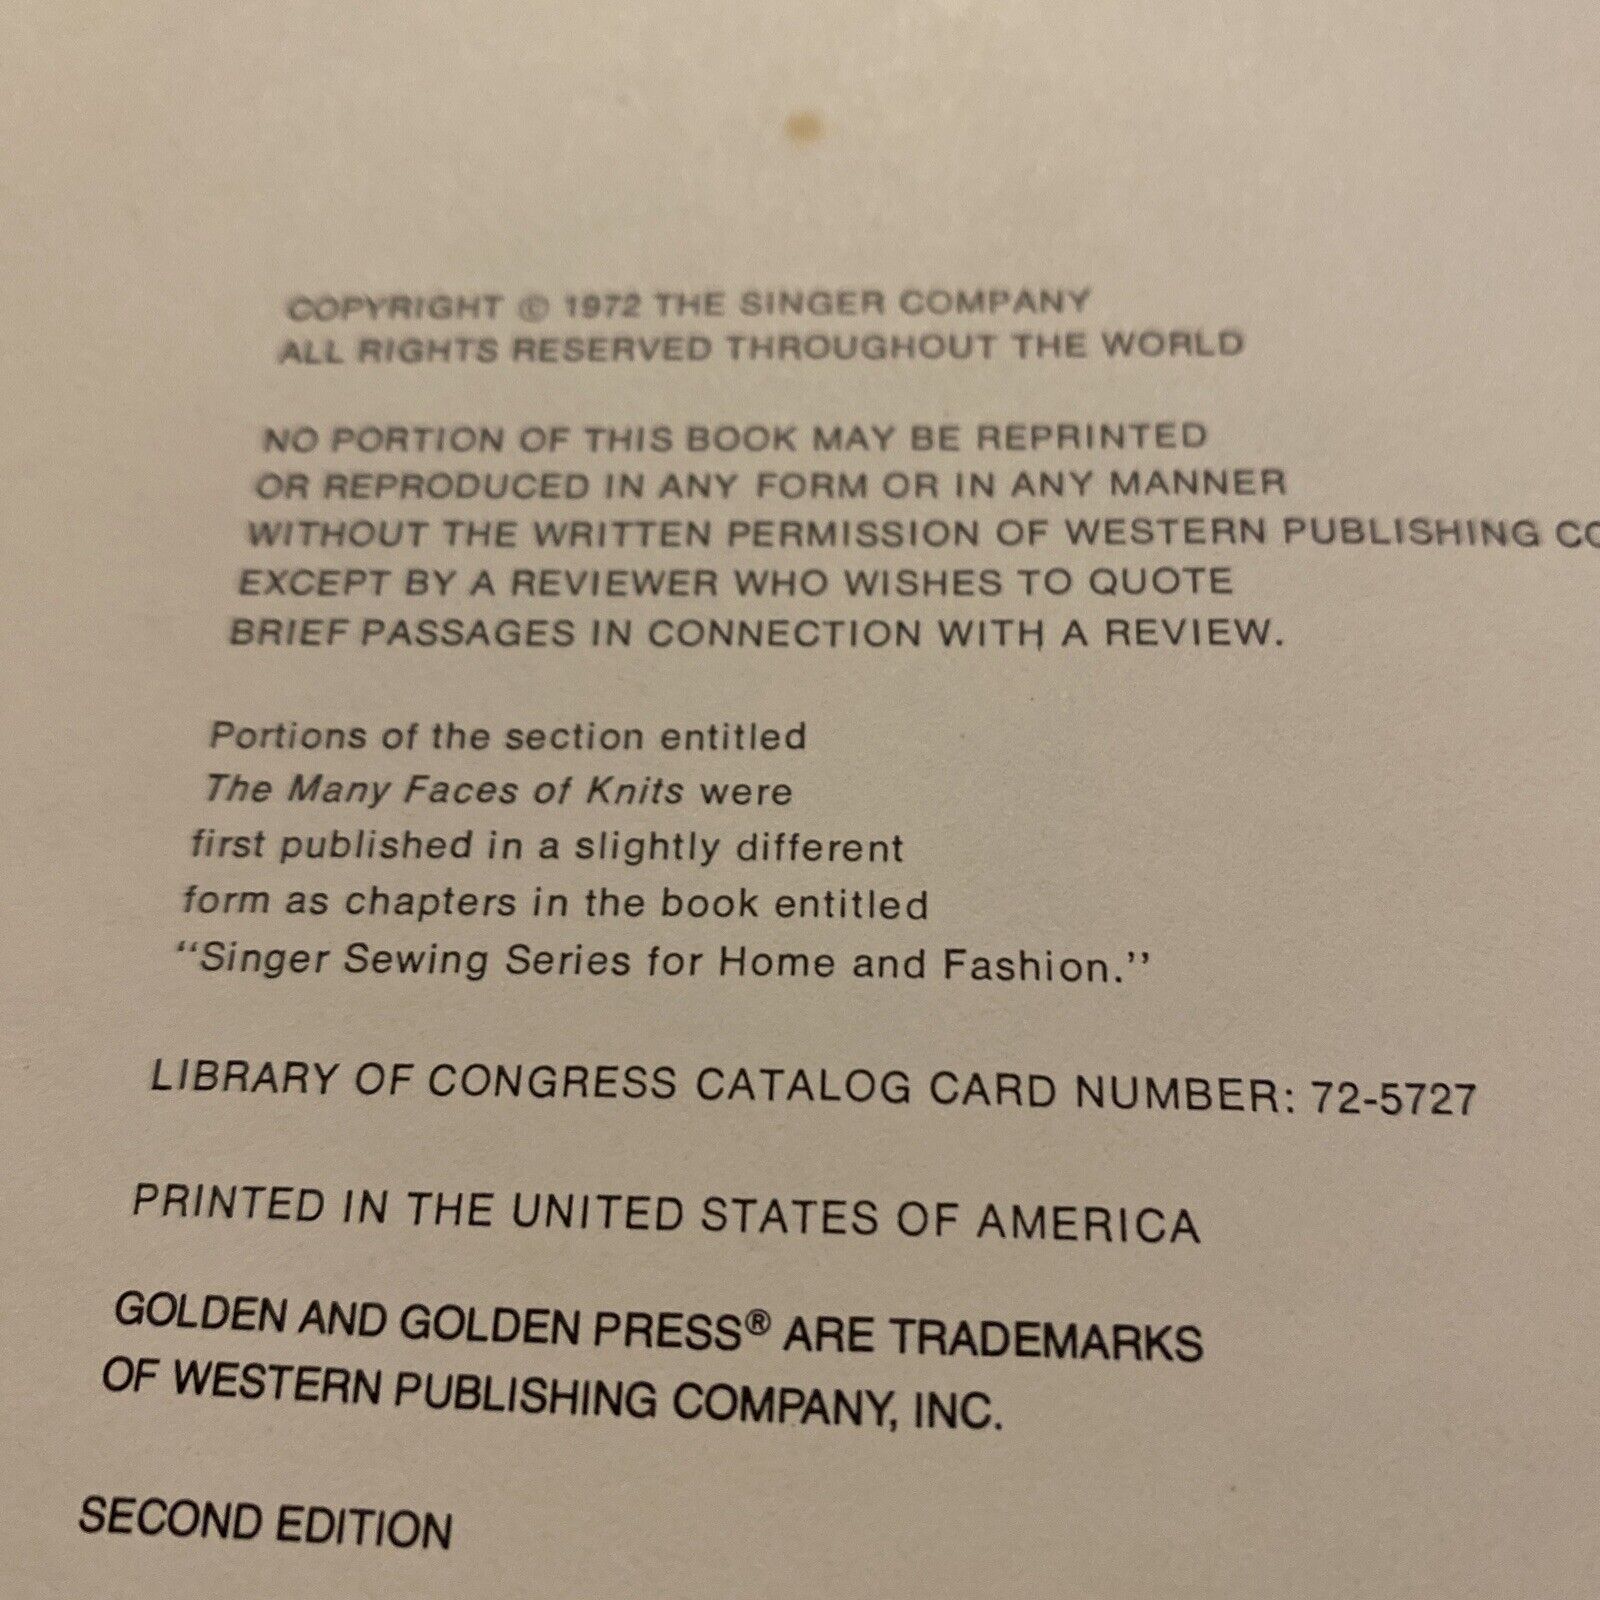 COPYRIGHT © 1972 THE SINGER COMPANY
ALL RIGHTS RESERVED THROUGHOUT THE WORLD
NO PORTION OF THIS BOOK MAY BE REPRINTED
OR REPRODUCED IN ANY FORM OR IN ANY MANNER
WITHOUT THE WRITTEN PERMISSION OF WESTERN PUBLISHING CO
EXCEPT BY A REVIEWER WHO WISHES TO QUOTE
BRIEF PASSAGES IN CONNECTION WITH A REVIEW.
Portions of the section entitled
The Many Faces of Knits were
first published in a slightly different
form as chapters in the book entitled
"Singer Sewing Series for Home and Fashion."
LIBRARY OF CONGRESS CATALOG CARD NUMBER: 72-5727
PRINTED IN THE UNITED STATES OF AMERICA
GOLDEN AND GOLDEN PRESS® ARE TRADEMARKS
OF WESTERN PUBLISHING COMPANY, INC.
SECOND EDITION